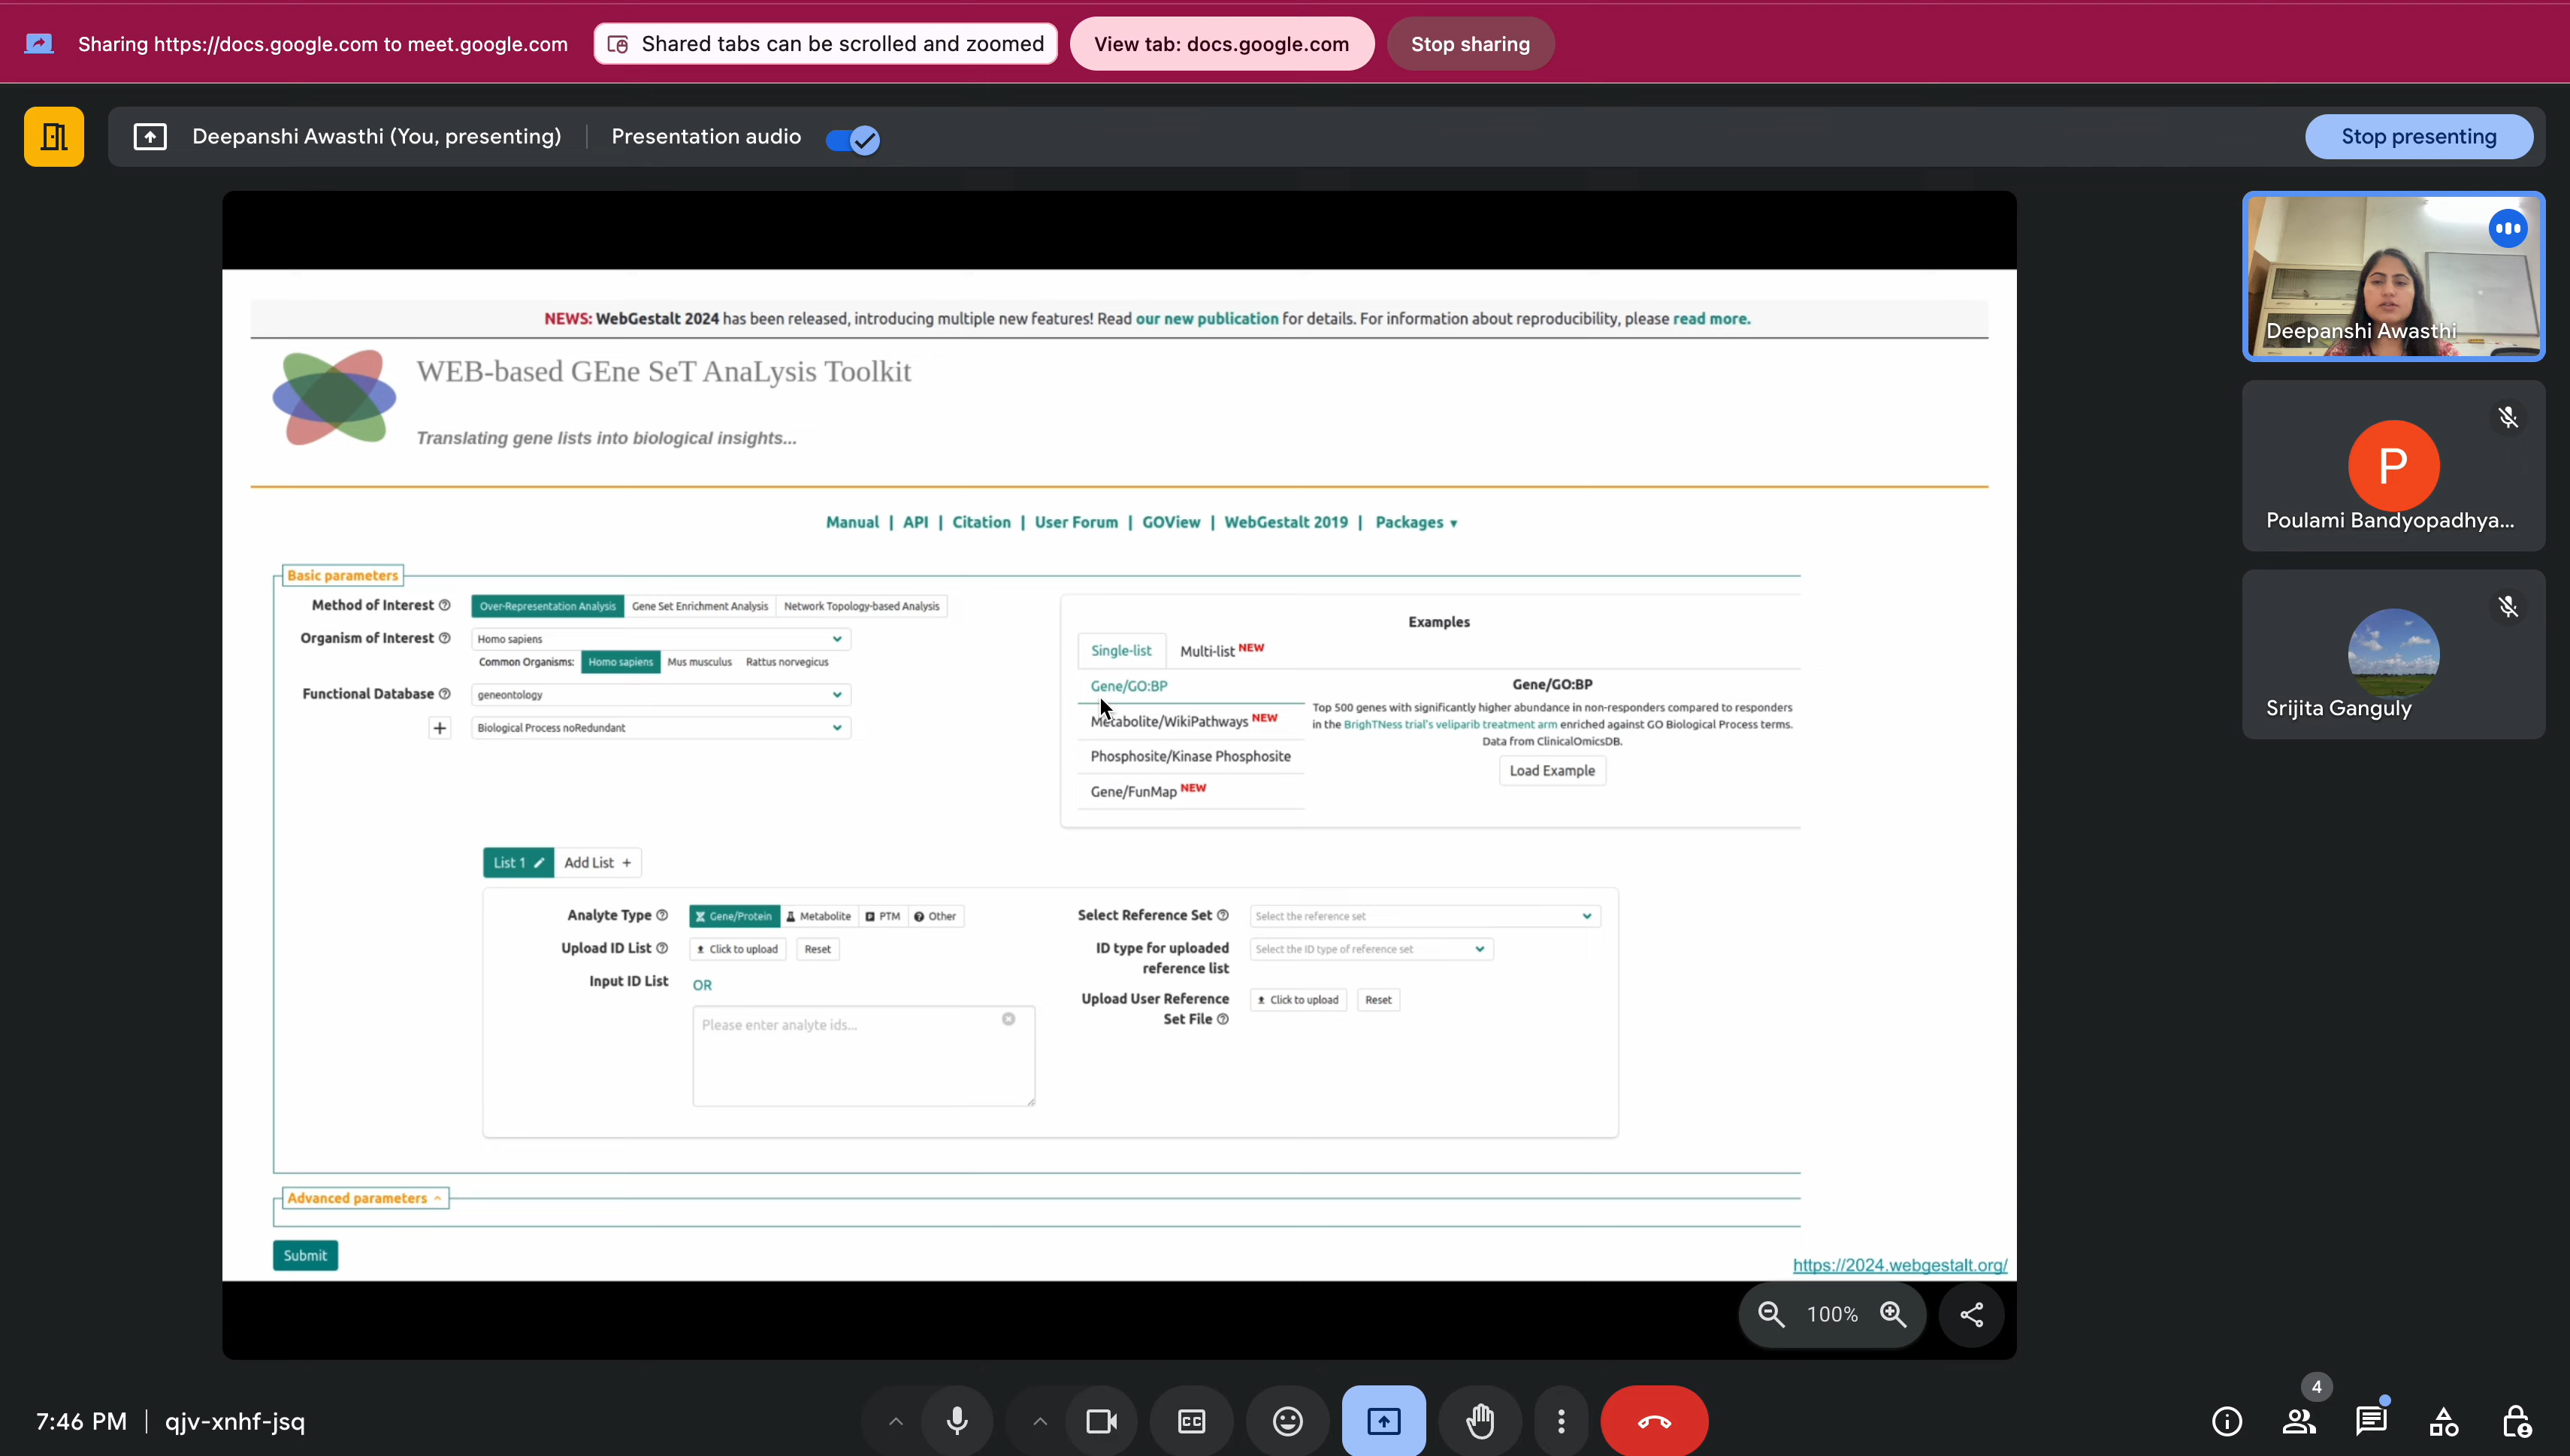 Sharing https://docs.google.com to meet.google.com
Shared tabs can be scrolled and zoomed
View tab: docs.google.com
Stop sharing
Deepanshi Awasthi (You, presenting)
Presentation audio
Stop presenting
NEWS: WebGestalt 2024 has been released, introducing multiple new features! Read our new publication for details. For information about reproducibility, please read more.
WEB-based GEne SeT AnaLysis Toolkit
Translating gene lists into biological insights...
Manual | API | Citation | User Forum | GOView | WebGestalt 2019 | Packages ▾
Basic parameters
Method of Interest
Over-Representation Analysis
Gene Set Enrichment Analysis
Network Topology-based Analysis
Organism of Interest
Homo sapiens
Common Organisms: Homo sapiens Mus musculus Rattus norvegicus
Functional Database
geneontology
+
Biological Process noRedundant
Examples
Single-list
Multi-list NEW
Gene/GO:BP
Metabolite/WikiPathways NEW
Phosphosite/Kinase Phosphosite
Gene/FunMap NEW
Gene/GO:BP
Top 500 genes with significantly higher abundance in non-responders compared to responders
in the BrighTNess trial's veliparib treatment arm enriched against GO Biological Process terms.
Data from ClinicalOmicsDB.
Load Example
List 1
Add List +
Analyte Type
Gene/Protein
Metabolite
PTM
Other
Upload ID List
Click to upload
Reset
Input ID List
OR
Please enter analyte ids...
Select Reference Set
Select the reference set
ID type for uploaded
reference list
Select the ID type of reference set
Upload User Reference
Set File
Click to upload
Reset
Advanced parameters
Submit
https://2024.webgestalt.org/
100%
Deepanshi Awasthi
P
Poulami Bandyopadhya...
Srijita Ganguly
7:46 PM | qjv-xnhf-jsq
CC
4